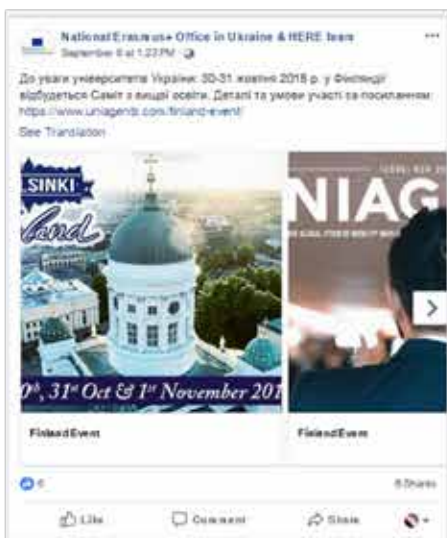 National Erasmus+ Office in Ukraine & HERE team
September 6 at 1:23 PM
До уваги університетів України: 30-31 жовтня 2018 р. у Фінляндії
відбудеться Саміт з вищої освіти. Деталі та умови участі за посиланням:
https://www.uniagents.com/finland-event/
See Translation
LSINKI
land
0th, 31st Oct & 1st November 201
NIAG
Finland Event
Finland Event
6
6 Shares
Like
Comment
Share